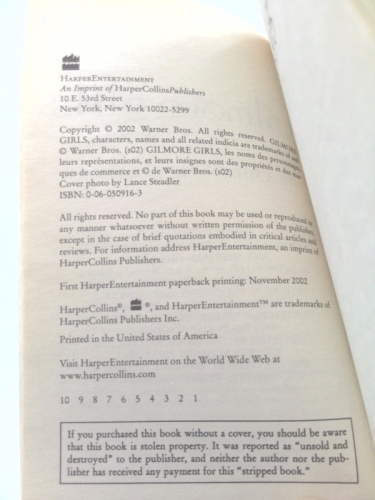 HARPERENTERTAINMENT
An Imprint of HarperCollinsPublishers
10 E. 53rd Street
New York, New York 10022-5299
Copyright © 2002 Warner Bros. All rights reserved. GILMORE
GIRLS, characters, names and all related indicia are trademarks of and
© Warner Bros. (s02) GILMORE GIRLS, les noms des personnages,
leurs représentations, et leurs insignes sont des propriétés et des mar-
ques de commerce et © de Warner Bros. (s02)
Cover photo by Lance Steadler
ISBN: 0-06-050916-3
All rights reserved. No part of this book may be used or reproduced in
any manner whatsoever without written permission of the publisher,
except in the case of brief quotations embodied in critical articles and
reviews. For information address HarperEntertainment, an imprint of
HarperCollins Publishers.
First HarperEntertainment paperback printing: November 2002
HarperCollins®, ®, and HarperEntertainment™ are trademarks of
HarperCollins Publishers Inc.
Printed in the United States of America
Visit HarperEntertainment on the World Wide Web at
www.harpercollins.com
10 9 8 7 6 5 4 3 2 1
If you purchased this book without a cover, you should be aware
that this book is stolen property. It was reported as "unsold and
destroyed" to the publisher, and neither the author nor the pub-
lisher has received any payment for this "stripped book."